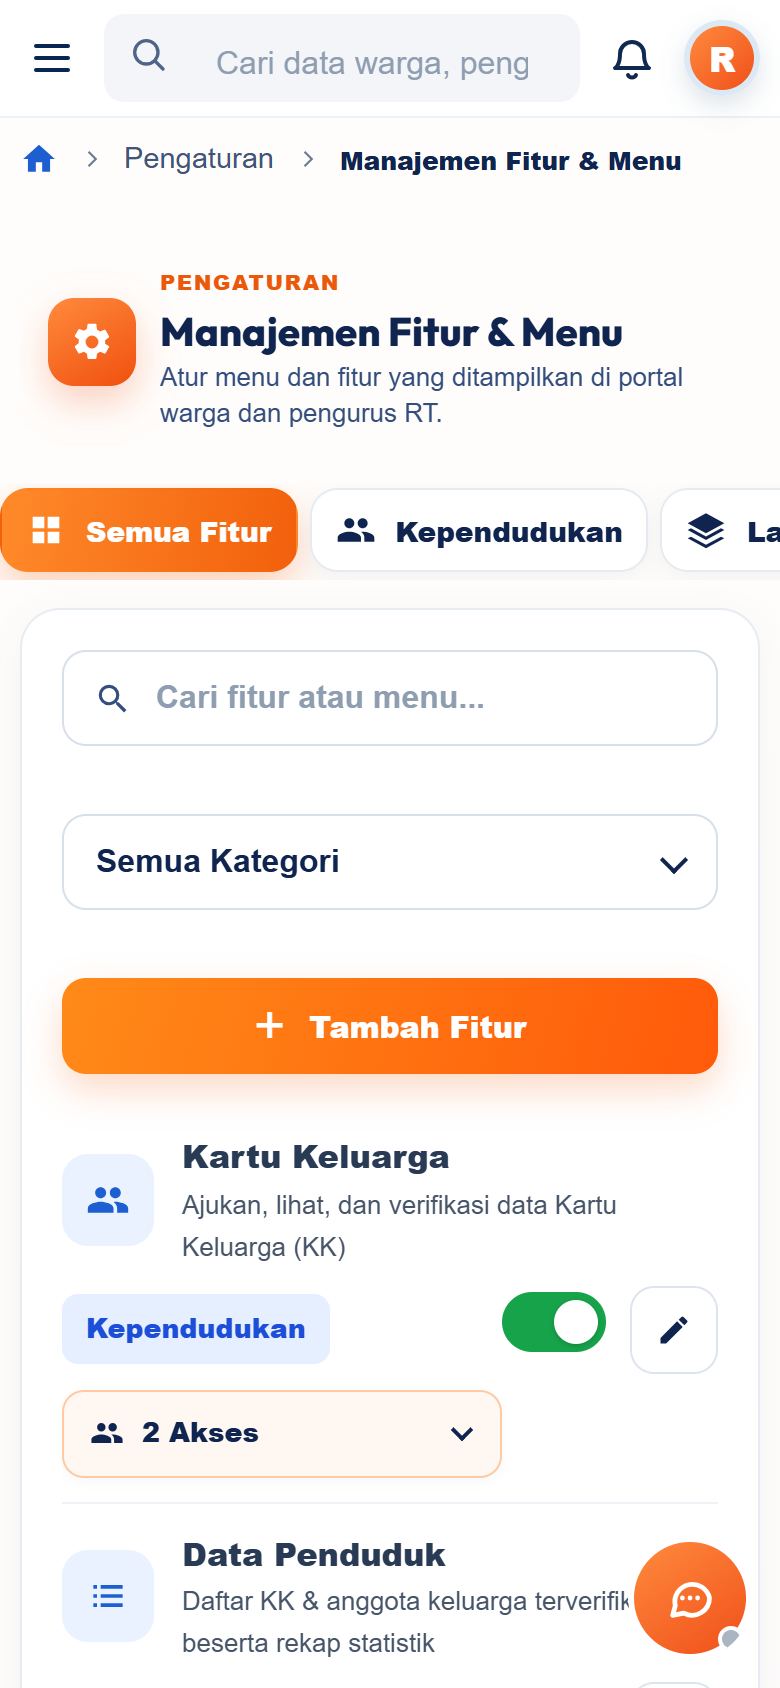 Cari data warga, peng
R
Pengaturan > Manajemen Fitur & Menu
PENGATURAN
Manajemen Fitur & Menu
Atur menu dan fitur yang ditampilkan di portal
warga dan pengurus RT.
Semua Fitur
Kependudukan
La
Cari fitur atau menu...
Semua Kategori
+ Tambah Fitur
Kartu Keluarga
Ajukan, lihat, dan verifikasi data Kartu
Keluarga (KK)
Kependudukan
2 Akses
Data Penduduk
Daftar KK & anggota keluarga terverifik
beserta rekap statistik